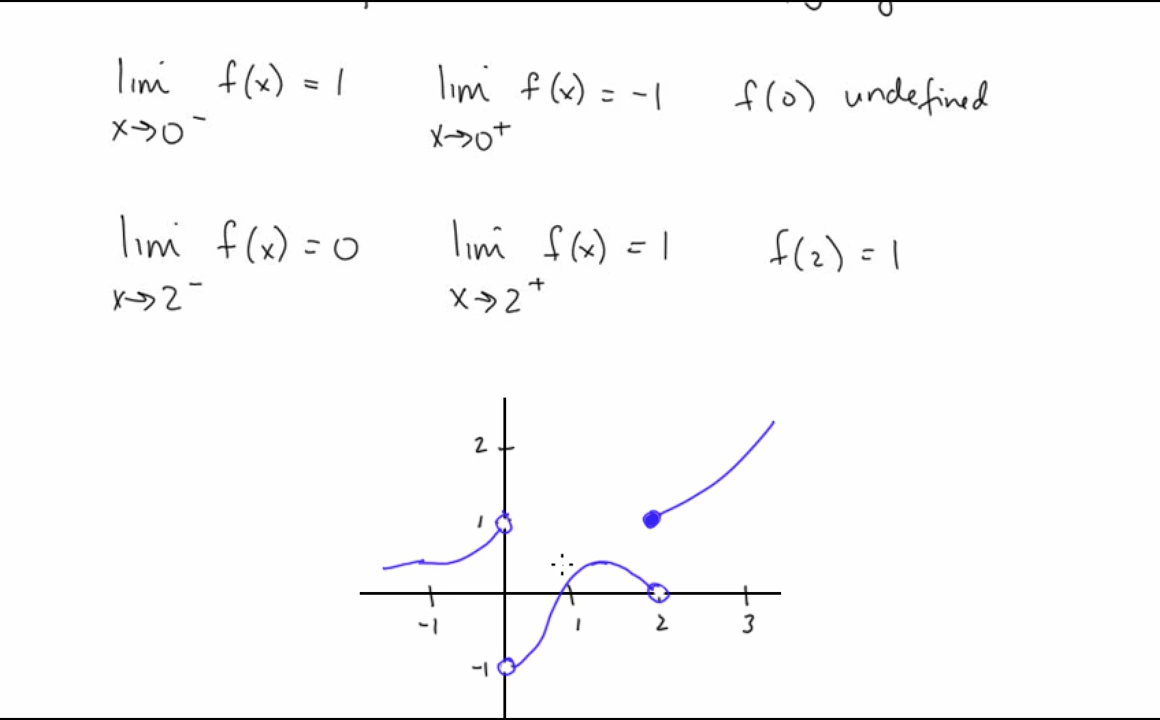 lim f(x) = 1 lim f(x) = -1 f(0) undefined
x→0⁻ x→0⁺
lim f(x) = 0 lim f(x) = 1 f(2) = 1
x→2⁻ x→2⁺
2
1
-1 1 2 3
-1